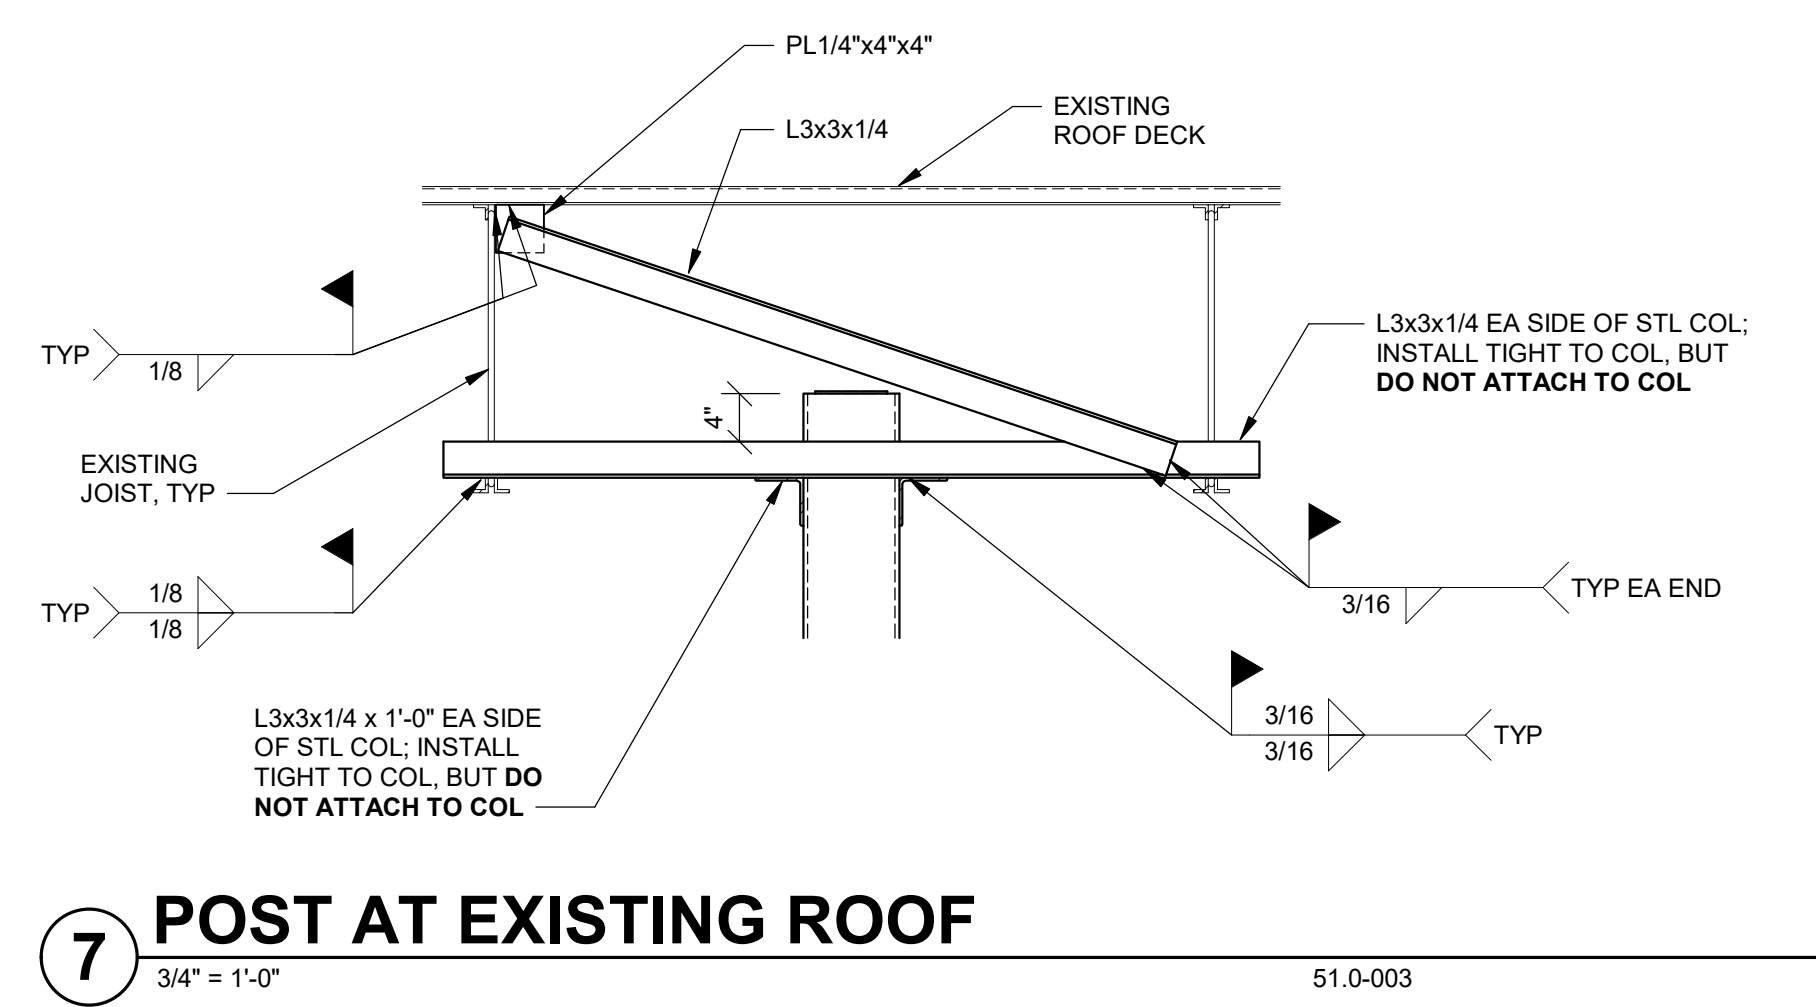 PL1/4"x4"x4"
EXISTING
ROOF DECK
L3x3x1/4
L3x3x1/4 EA SIDE OF STL COL;
INSTALL TIGHT TO COL, BUT
DO NOT ATTACH TO COL
TYP
1/8
4"
EXISTING
JOIST, TYP
TYP
1/8
1/8
3/16
TYP EA END
L3x3x1/4 x 1'-0" EA SIDE
OF STL COL; INSTALL
TIGHT TO COL, BUT DO
NOT ATTACH TO COL
3/16
3/16
TYP
7
POST AT EXISTING ROOF
3/4" = 1'-0"
51.0-003